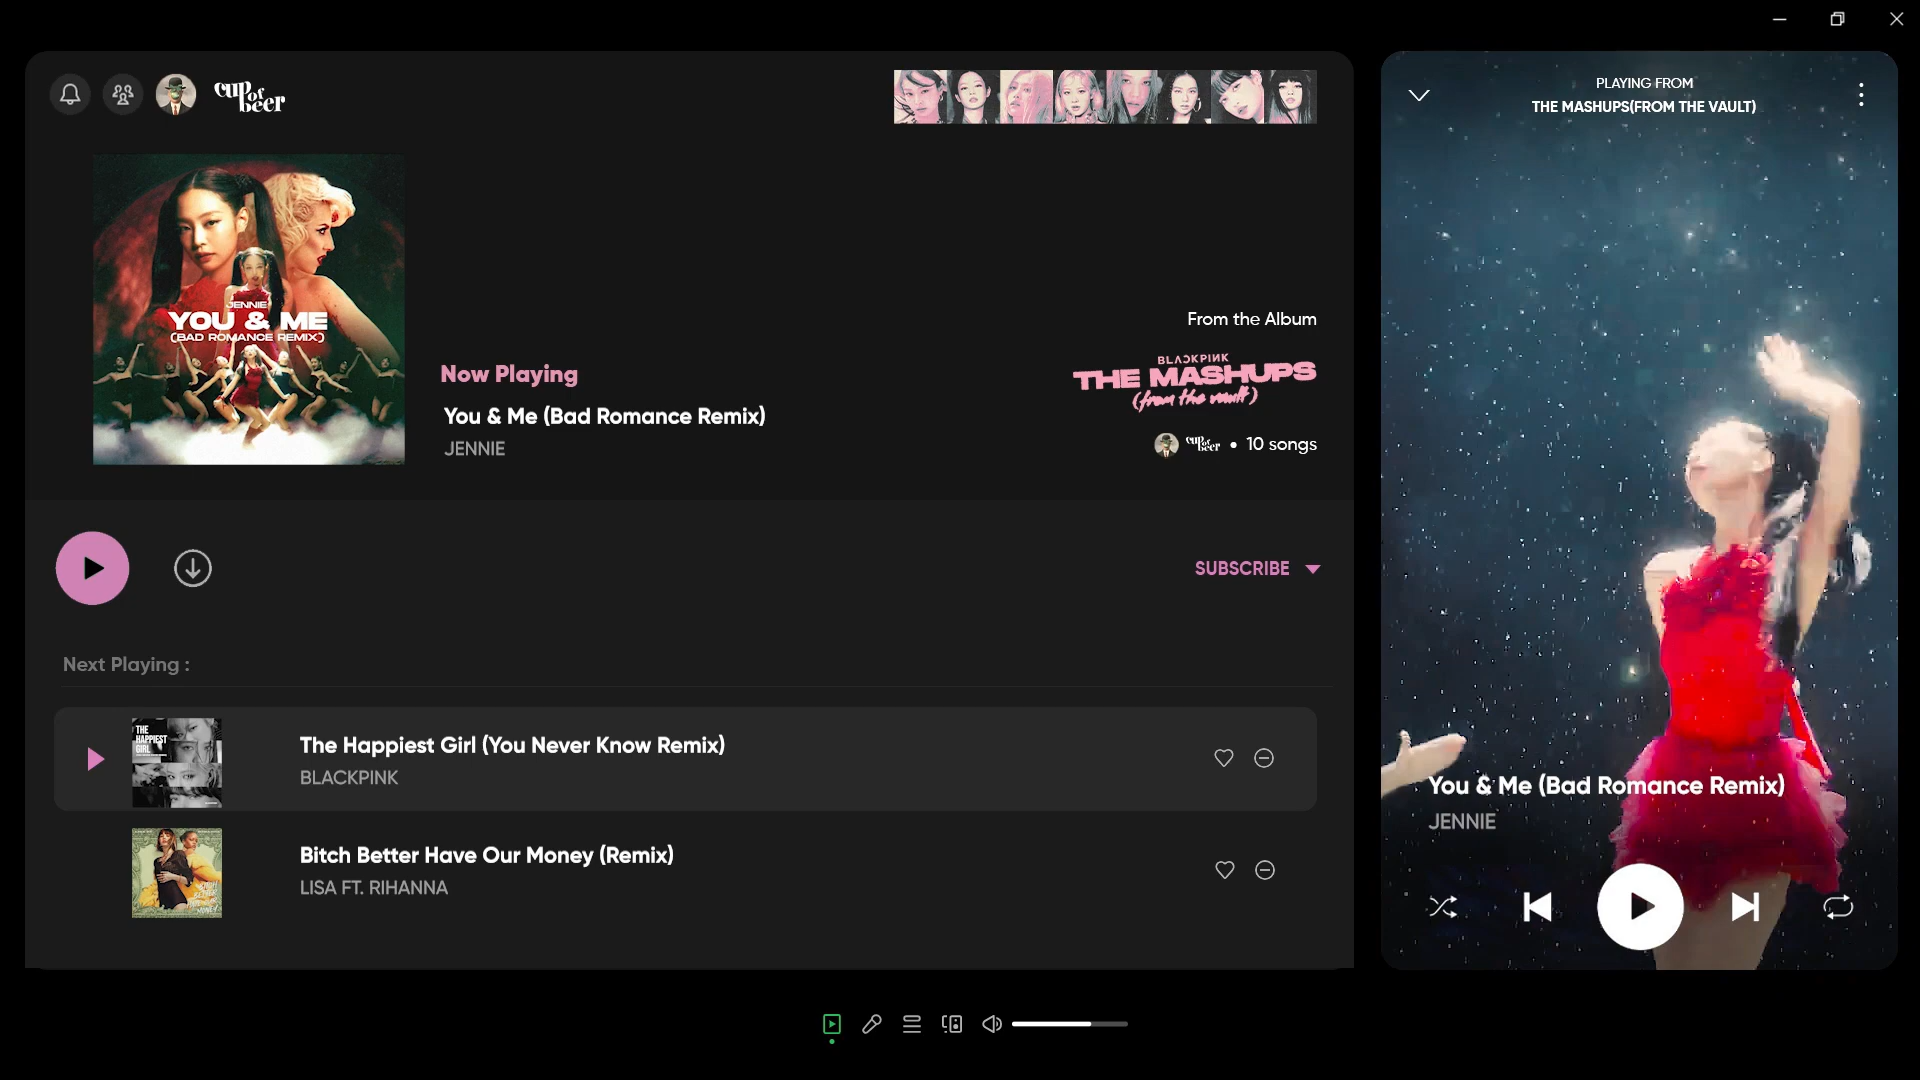 cup of beer
JENNIE
YOU & ME
(BAD ROMANCE REMIX)
Now Playing
You & Me (Bad Romance Remix)
JENNIE
From the Album
BLACKPINK
THE MASHUPS
(from the vault)
cup of beer • 10 songs
SUBSCRIBE
Next Playing :
THE HAPPIEST GIRL
The Happiest Girl (You Never Know Remix)
BLACKPINK
Bitch Better Have Our Money (Remix)
LISA FT. RIHANNA
PLAYING FROM
THE MASHUPS(FROM THE VAULT)
You & Me (Bad Romance Remix)
JENNIE